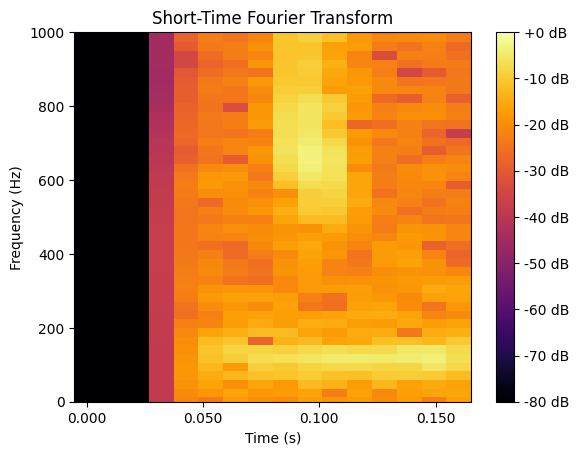 Short-Time Fourier Transform
Frequency (Hz)
1000
800
600
400
200
0
0.000
0.050
0.100
0.150
Time (s)
+0 dB
-10 dB
-20 dB
-30 dB
-40 dB
-50 dB
-60 dB
-70 dB
-80 dB